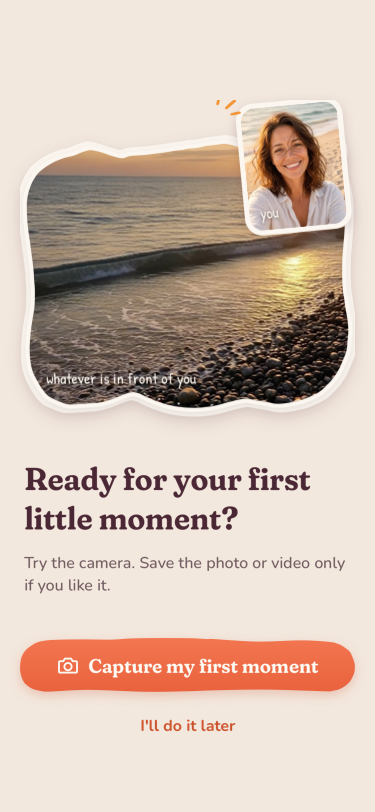 you
whatever is in front of you
Ready for your first
little moment?
Try the camera. Save the photo or video only
if you like it.
Capture my first moment
I'll do it later